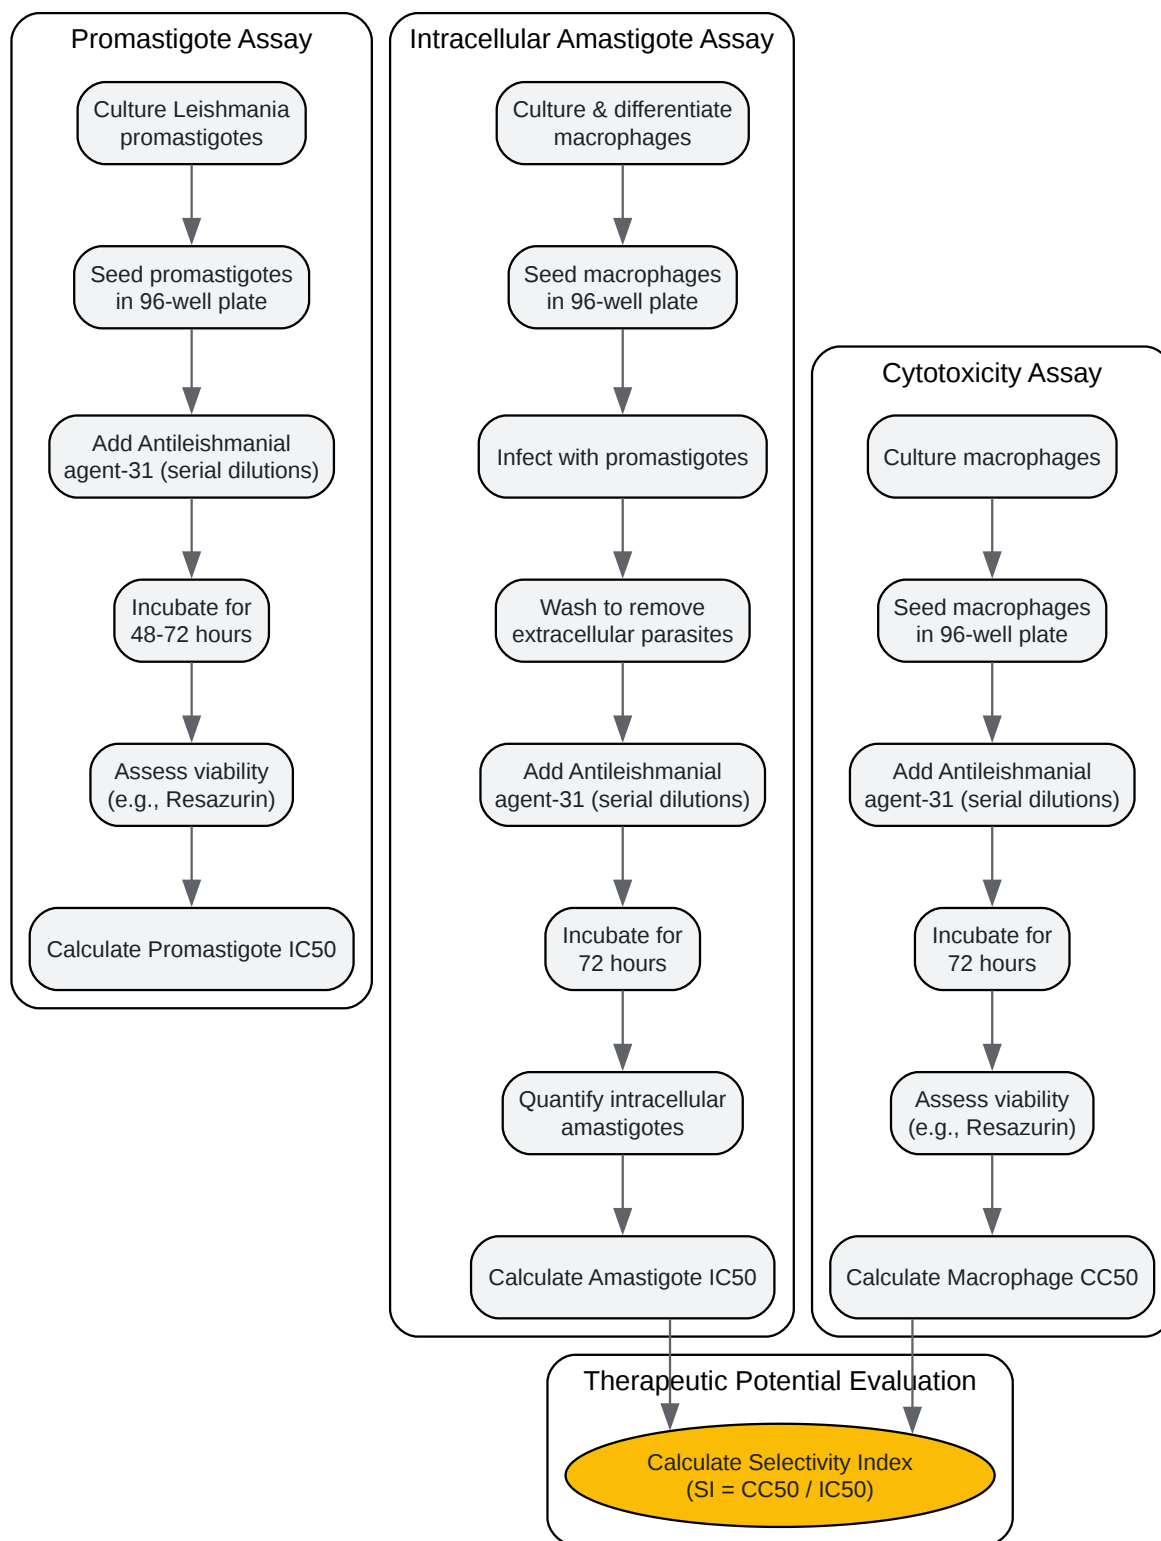 Promastigote Assay
Culture Leishmania
promastigotes
Seed promastigotes
in 96-well plate
Add Antileishmanial
agent-31 (serial dilutions)
Incubate for
48-72 hours
Assess viability
(e.g., Resazurin)
Calculate Promastigote IC50
Intracellular Amastigote Assay
Culture & differentiate
macrophages
Seed macrophages
in 96-well plate
Infect with promastigotes
Wash to remove
extracellular parasites
Add Antileishmanial
agent-31 (serial dilutions)
Incubate for
72 hours
Quantify intracellular
amastigotes
Calculate Amastigote IC50
Cytotoxicity Assay
Culture macrophages
Seed macrophages
in 96-well plate
Add Antileishmanial
agent-31 (serial dilutions)
Incubate for
72 hours
Assess viability
(e.g., Resazurin)
Calculate Macrophage CC50
Therapeutic Potential Evaluation
Calculate Selectivity Index
(SI = CC50 / IC50)